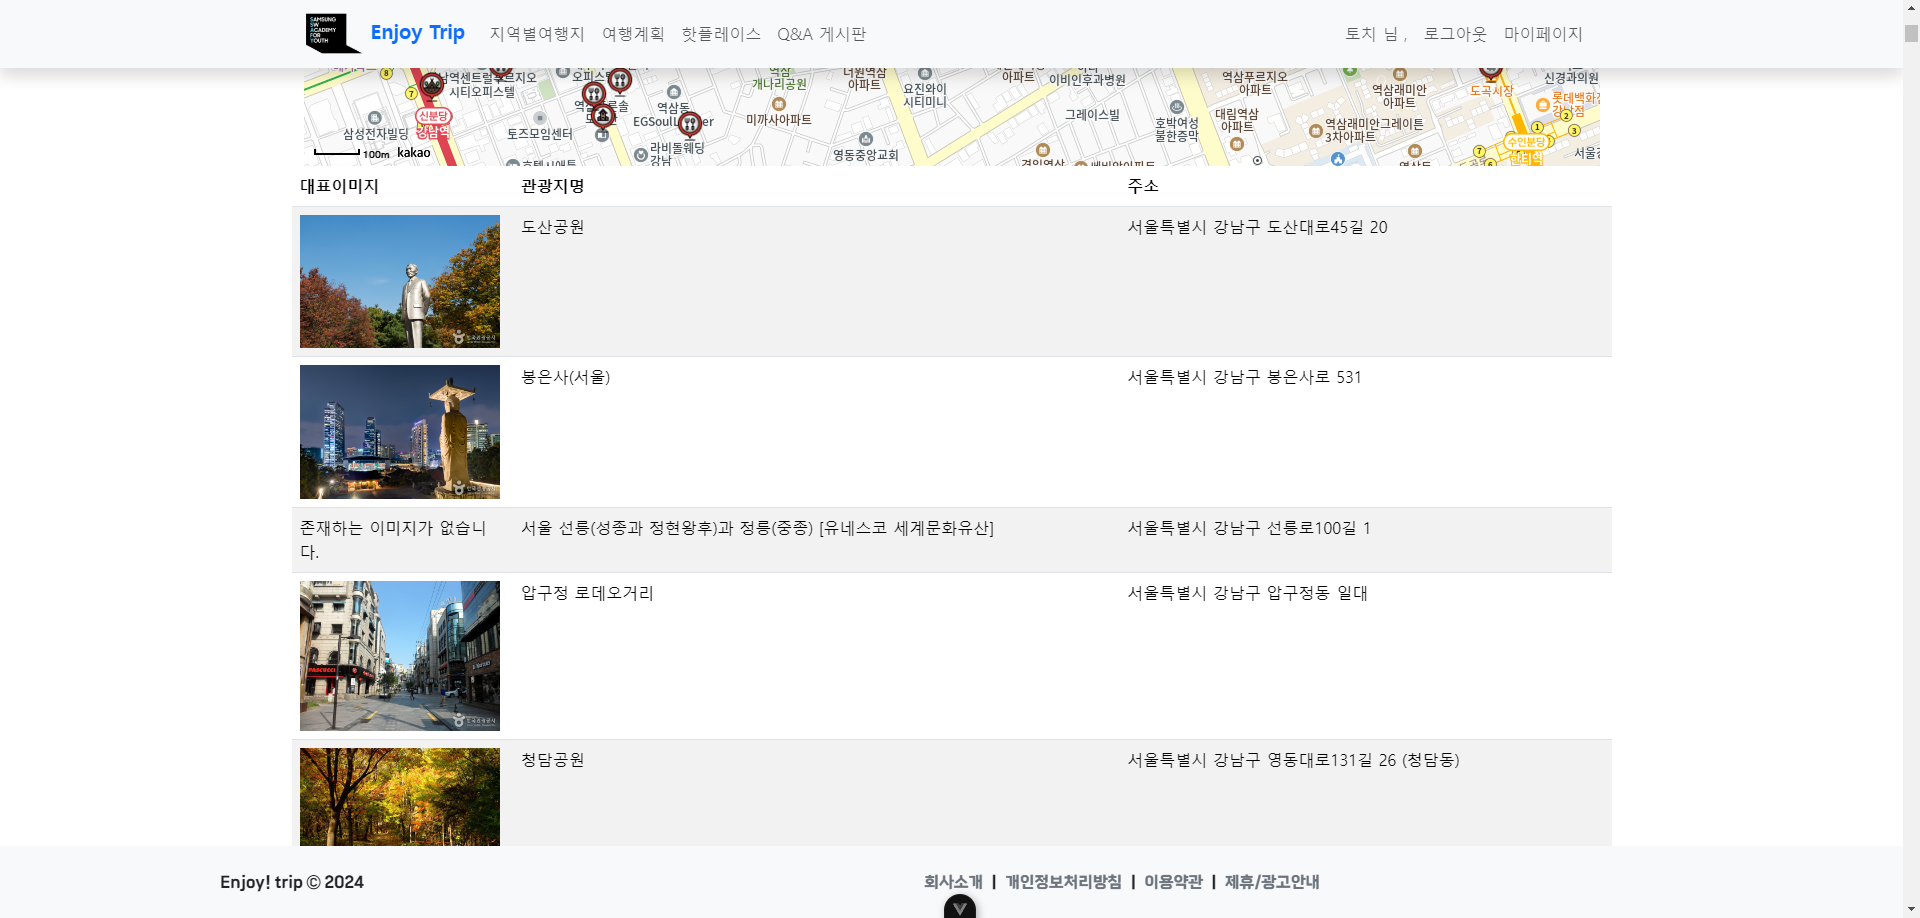 SAMSUNG
SW
ACADEMY
FOR
YOUTH
Enjoy Trip
지역별여행지
여행계획
핫플레이스
Q&A 게시판
토치 님 ,
로그아웃
마이페이지
시티오피스텔
7
8
신분당
강남역
삼성전자빌딩
토즈모임센터
역삼동
EGSoul
라비돌웨딩
강남
개나리공원
미까사아파트
너원역삼
아파트
요진와이
시티미니
영동중앙교회
아파트
이비인후과병원
그레이스빌
호박여성
불한증막
역삼푸르지오
아파트
대림역삼
아파트
역삼래미안
아파트
역삼래미안그레이튼
3차아파트
도곡시장
신경과의원
롯데백화점
강남점
수인분당
한티역
1
2
3
7
6
100m
kakao
대표이미지
관광지명
주소
도산공원
서울특별시 강남구 도산대로45길 20
봉은사(서울)
서울특별시 강남구 봉은사로 531
존재하는 이미지가 없습니
다.
서울 선릉(성종과 정현왕후)과 정릉(중종) [유네스코 세계문화유산]
서울특별시 강남구 선릉로100길 1
압구정 로데오거리
서울특별시 강남구 압구정동 일대
PASCUCCI
청담공원
서울특별시 강남구 영동대로131길 26 (청담동)
Enjoy! trip © 2024
회사소개 | 개인정보처리방침 | 이용약관 | 제휴/광고안내